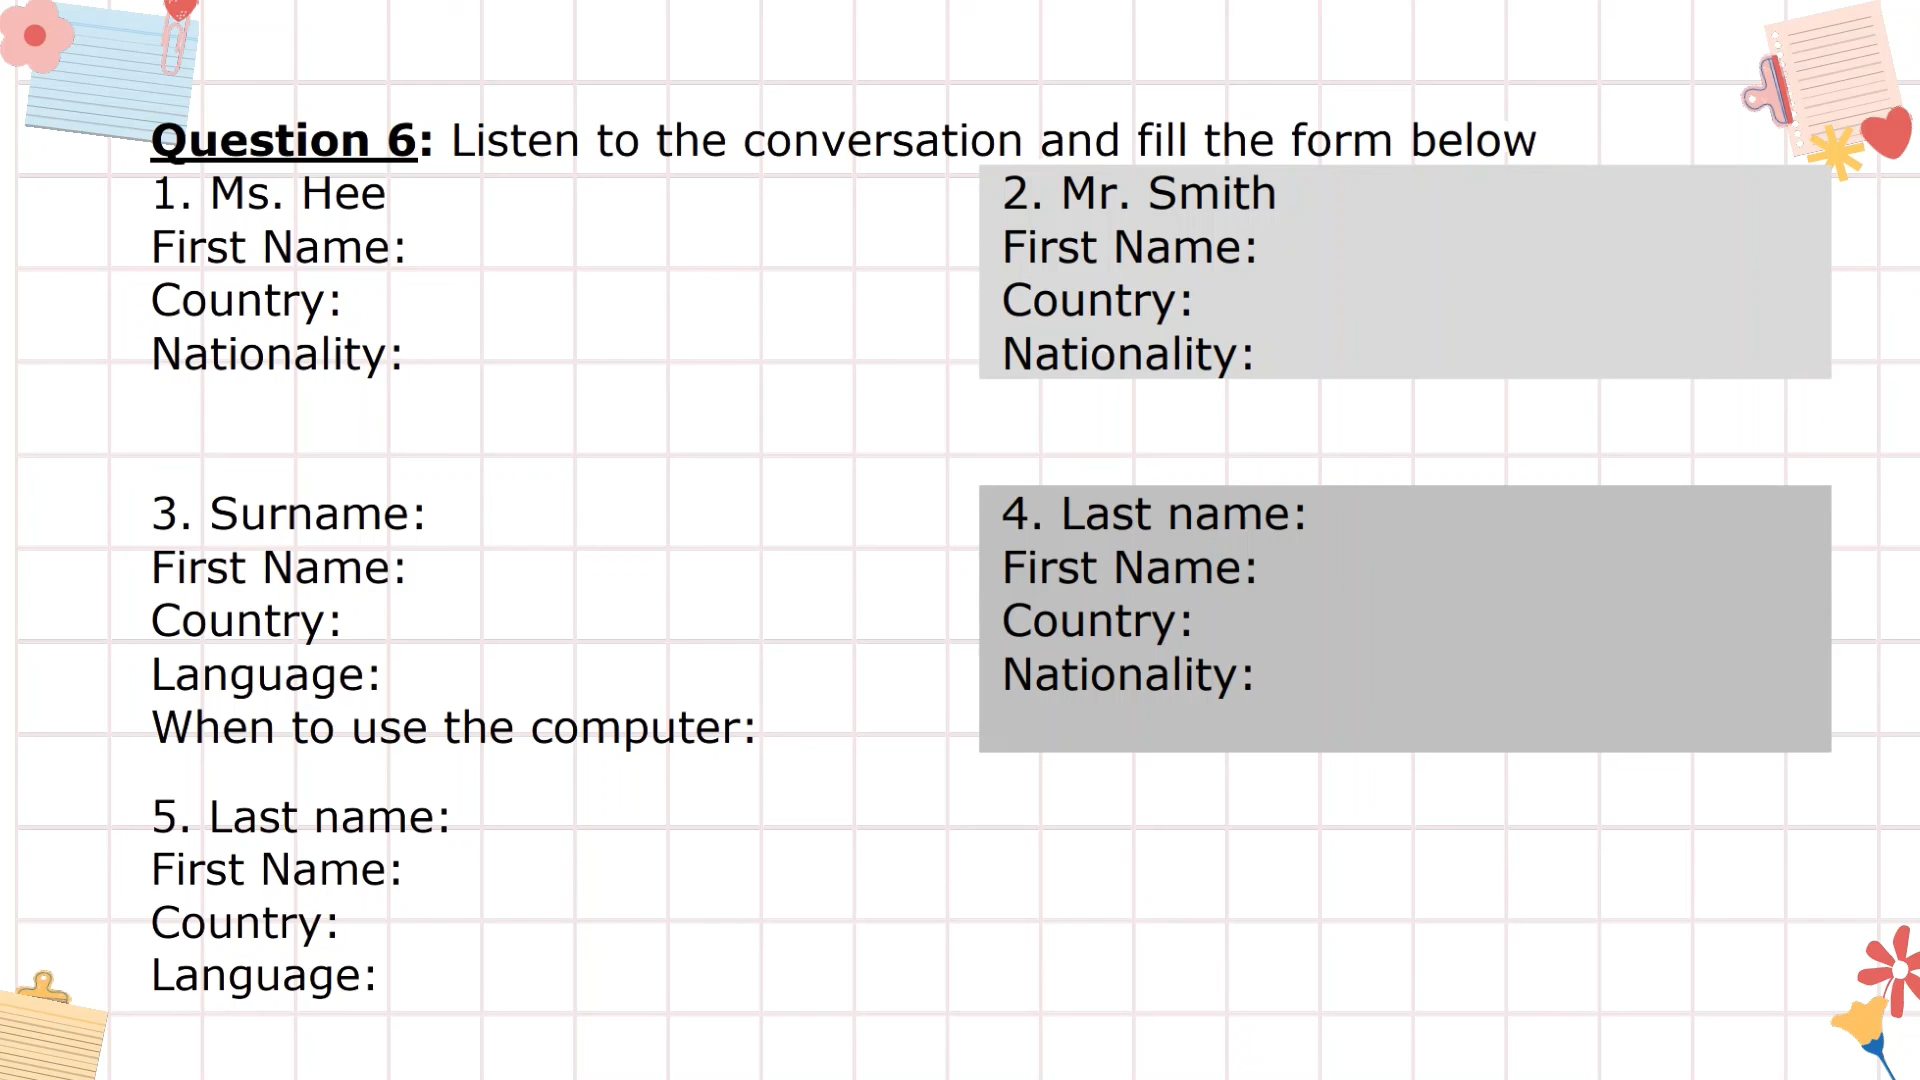 Question 6: Listen to the conversation and fill the form below
1. Ms. Hee
First Name:
Country:
Nationality:
2. Mr. Smith
First Name:
Country:
Nationality:
3. Surname:
First Name:
Country:
Language:
When to use the computer:
4. Last name:
First Name:
Country:
Nationality:
5. Last name:
First Name:
Country:
Language: